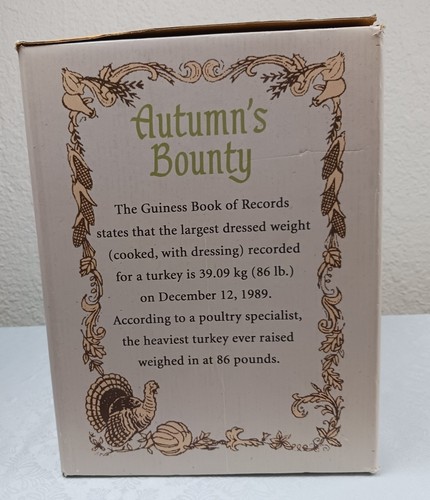 Autumn's
Bounty
The Guiness Book of Records
states that the largest dressed weight
(cooked, with dressing) recorded
for a turkey is 39.09 kg (86 lb.)
on December 12, 1989.
According to a poultry specialist,
the heaviest turkey ever raised
weighed in at 86 pounds.